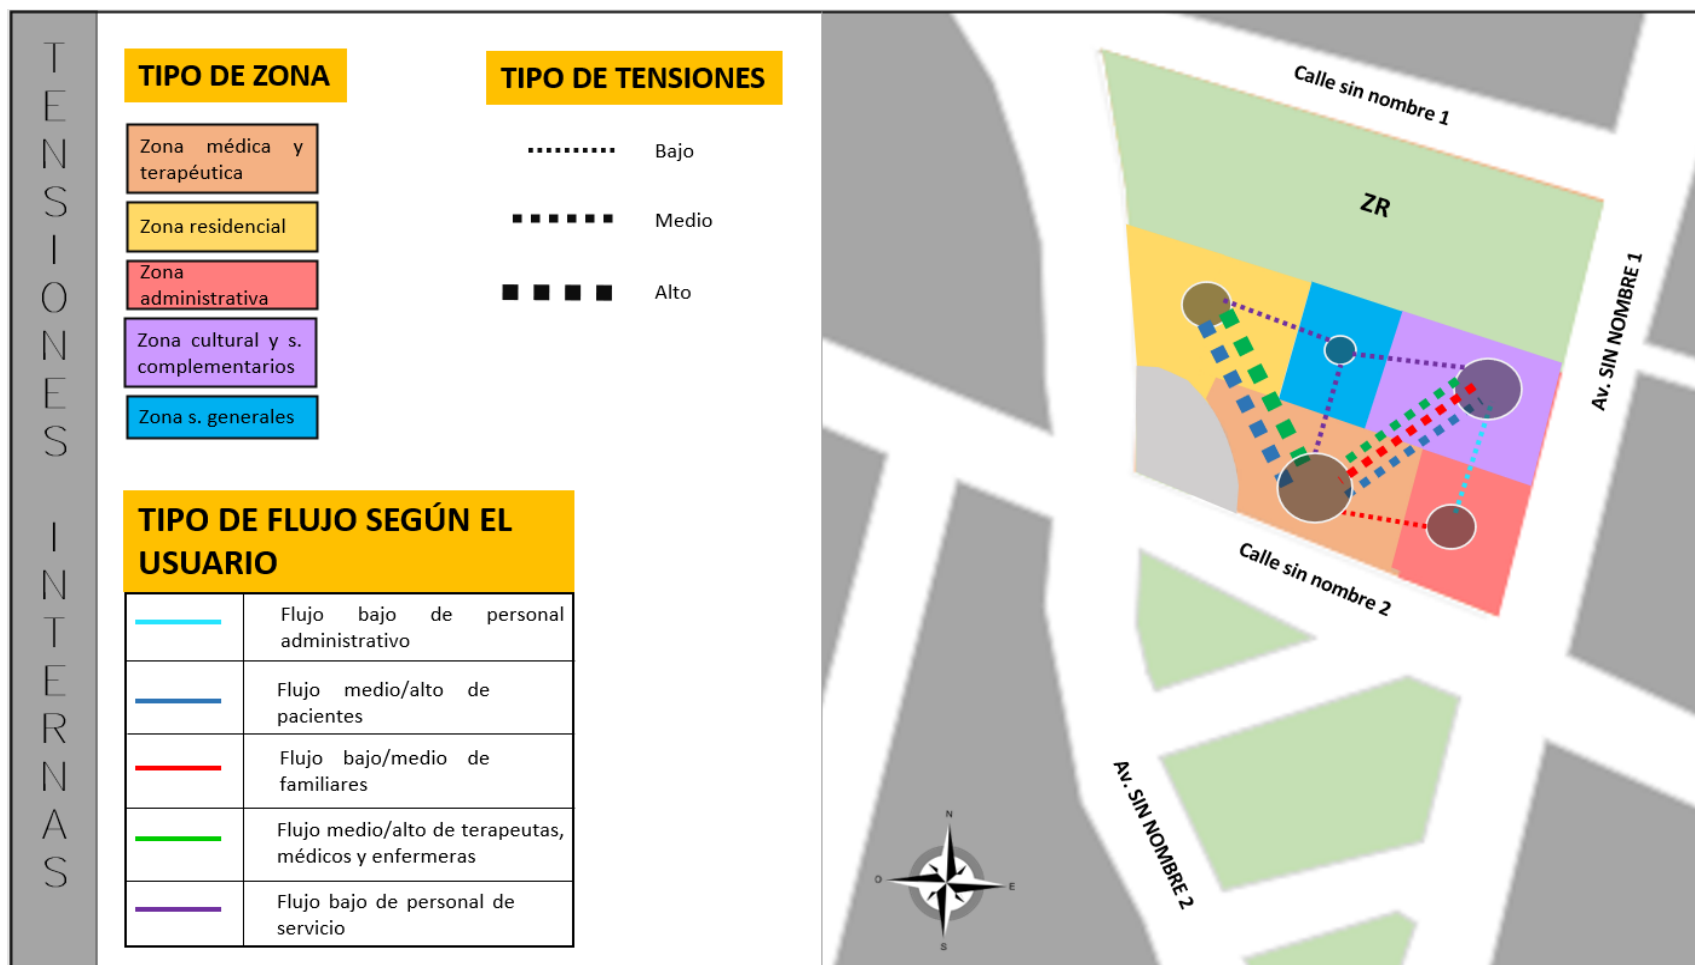 TENSIONES INTERNAS
TIPO DE ZONA
Zona médica y
terapéutica
Zona residencial
Zona
administrativa
Zona cultural y s.
complementarios
Zona s. generales
TIPO DE TENSIONES
Bajo
Medio
Alto
TIPO DE FLUJO SEGÚN EL
USUARIO
Flujo bajo de personal
administrativo
Flujo medio/alto de
pacientes
Flujo bajo/medio de
familiares
Flujo medio/alto de terapeutas,
médicos y enfermeras
Flujo bajo de personal de
servicio
Calle sin nombre 1
ZR
Av. SIN NOMBRE 1
Calle sin nombre 2
Av. SIN NOMBRE 2
N
O
E
S